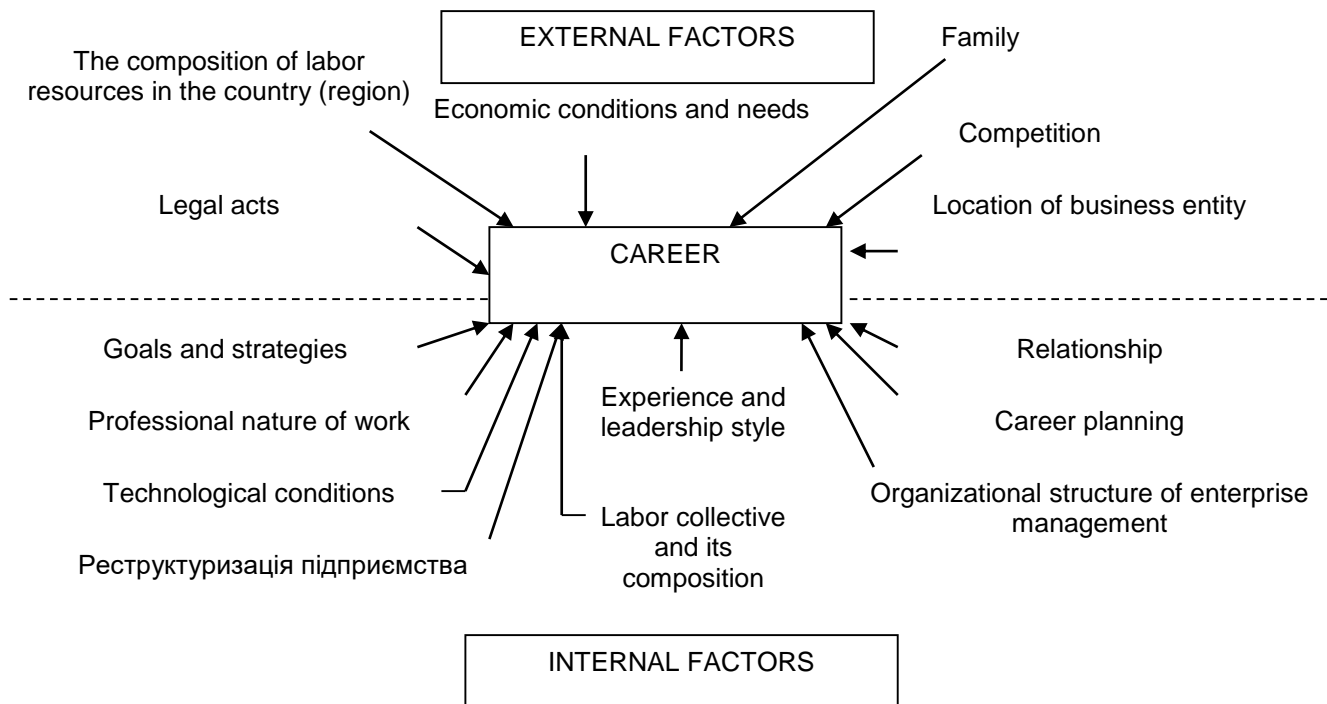 EXTERNAL FACTORS
Family
The composition of labor
resources in the country (region)
Economic conditions and needs
Competition
Legal acts
Location of business entity
CAREER
Goals and strategies
Relationship
Experience and
leadership style
Professional nature of work
Career planning
Technological conditions
Organizational structure of enterprise
management
Labor collective
and its
composition
Реструктуризація підприємства
INTERNAL FACTORS